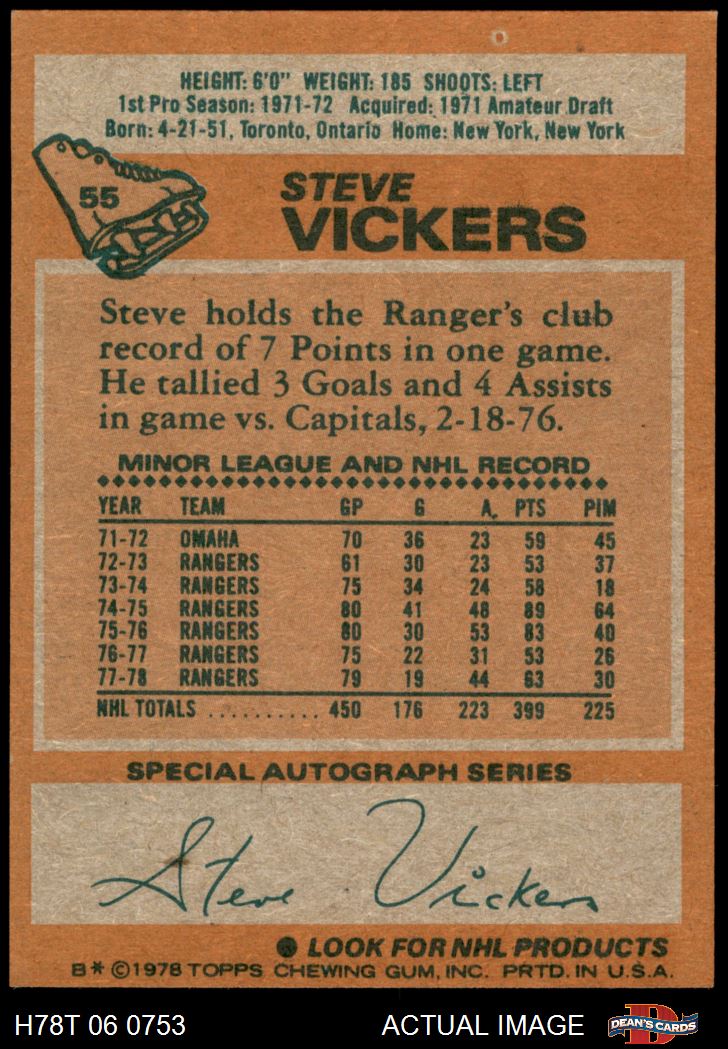 HEIGHT: 6'0" WEIGHT: 185 SHOOTS: LEFT
1st Pro Season: 1971-72 Acquired: 1971 Amateur Draft
Born: 4-21-51, Toronto, Ontario Home: New York, New York
55
STEVE
VICKERS
Steve holds the Ranger's club
record of 7 Points in one game.
He tallied 3 Goals and 4 Assists
in game vs. Capitals, 2-18-76.
MINOR LEAGUE AND NHL RECORD
YEAR TEAM GP G A. PTS PIM
71-72 OMAHA 70 36 23 59 45
72-73 RANGERS 61 30 23 53 37
73-74 RANGERS 75 34 24 58 18
74-75 RANGERS 80 41 48 89 64
75-76 RANGERS 80 30 53 83 40
76-77 RANGERS 75 22 31 53 26
77-78 RANGERS 79 19 44 63 30
NHL TOTALS .......... 450 176 223 399 225
SPECIAL AUTOGRAPH SERIES
Steve Vickers
● LOOK FOR NHL PRODUCTS
B* ©1978 TOPPS CHEWING GUM, INC. PRTD. IN U.S.A.
H78T 06 0753 ACTUAL IMAGE D DEAN'S CARDS